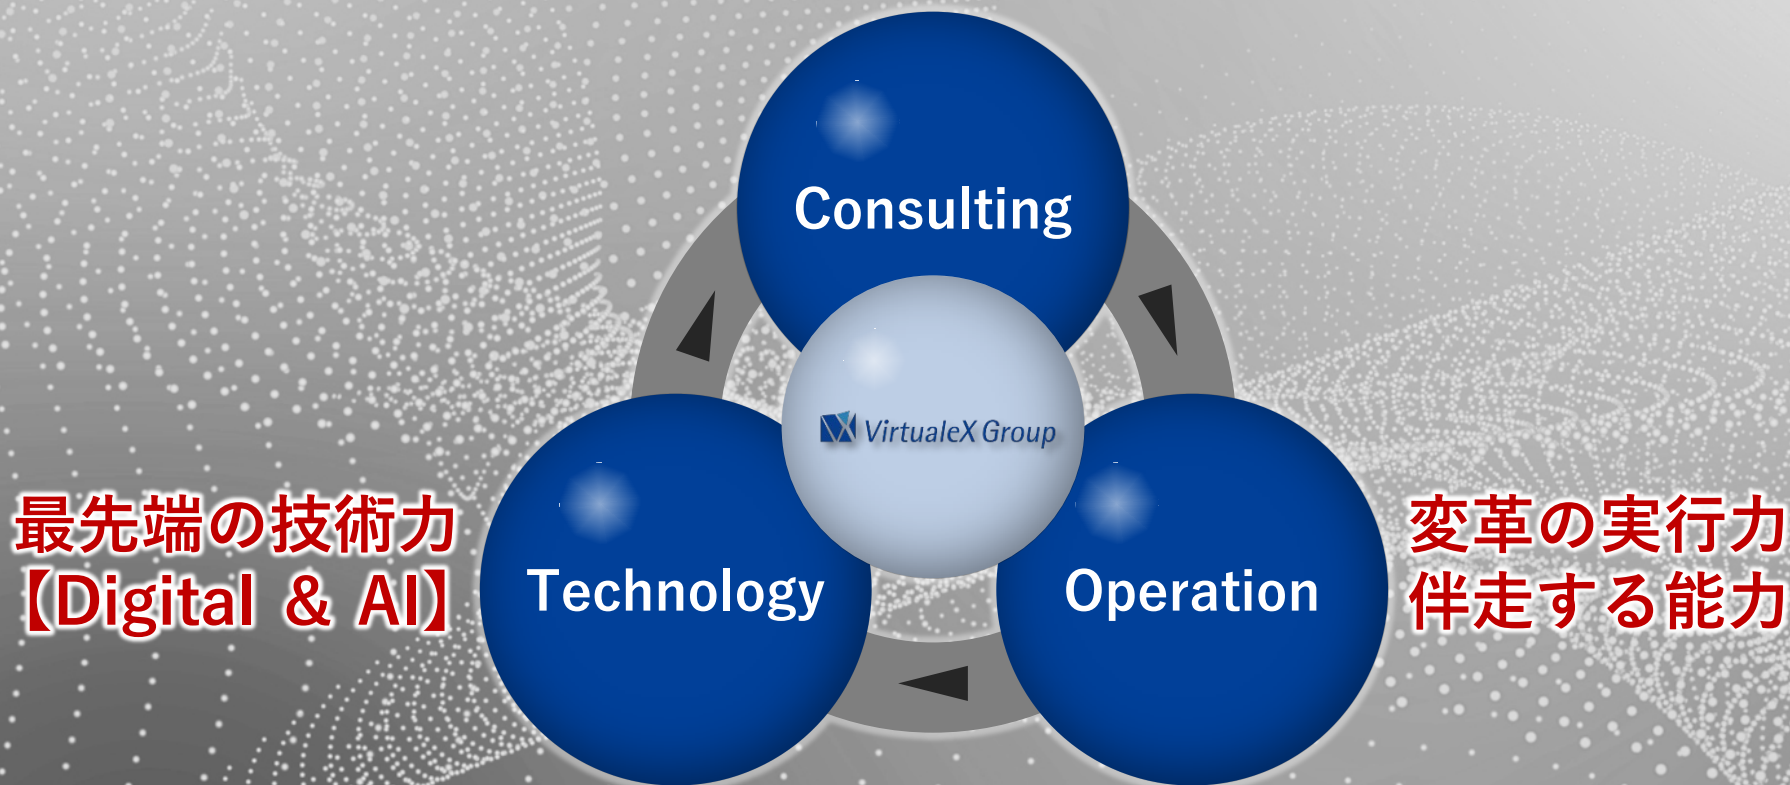 Consulting
VirtualeX Group
最先端の技術力
【Digital & AI】
Technology
Operation
変革の実行力
伴走する能力